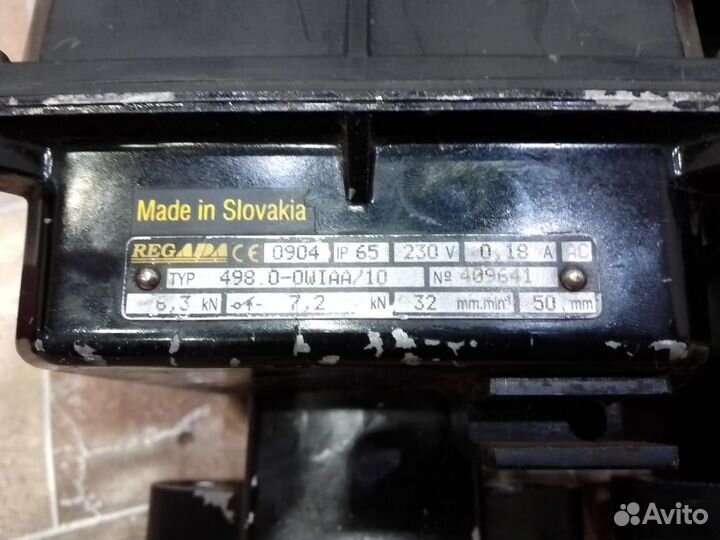 Made in Slovakia
REGADA CE 0904 IP 65 230 V 0,18 A AC
TYP 498.0-0WIAA/10 № 409641
6,3 kN 7,2 kN 32 mm.min⁻¹ 50 mm
Avito